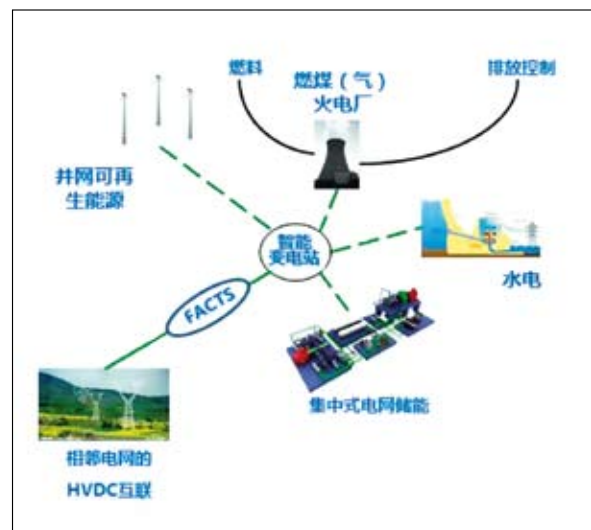 燃料
燃煤（气）
火电厂
排放控制
并网可再
生能源
智能
变电站
水电
FACTS
集中式电网储能
相邻电网的
HVDC互联